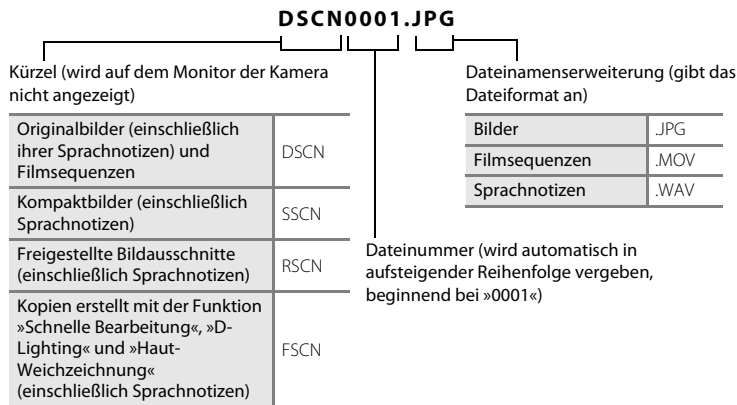 DSCN0001.JPG
Kürzel (wird auf dem Monitor der Kamera
nicht angezeigt)
Originalbilder (einschließlich
ihrer Sprachnotizen) und
Filmsequenzen
DSCN
Kompaktbilder (einschließlich
Sprachnotizen)
SSCN
Freigestellte Bildausschnitte
(einschließlich Sprachnotizen)
RSCN
Kopien erstellt mit der Funktion
»Schnelle Bearbeitung«, »D-
Lighting« und »Haut-
Weichzeichnung«
(einschließlich Sprachnotizen)
FSCN
Dateinummer (wird automatisch in
aufsteigender Reihenfolge vergeben,
beginnend bei »0001«)
Dateinamenserweiterung (gibt das
Dateiformat an)
Bilder .JPG
Filmsequenzen .MOV
Sprachnotizen .WAV